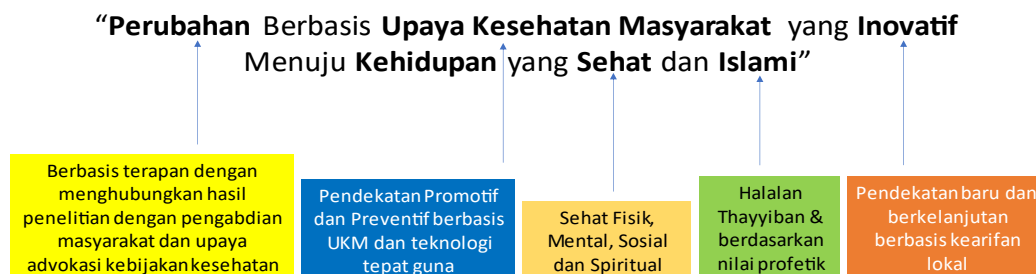 “Perubahan Berbasis Upaya Kesehatan Masyarakat yang Inovatif
Menuju Kehidupan yang Sehat dan Islami”
Berbasis terapan dengan
menghubungkan hasil
penelitian dengan pengabdian
masyarakat dan upaya
advokasi kebijakan kesehatan
Pendekatan Promotif
dan Preventif berbasis
UKM dan teknologi
tepat guna
Sehat Fisik,
Mental, Sosial
dan Spiritual
Halalan
Thayyiban &
berdasarkan
nilai profetik
Pendekatan baru dan
berkelanjutan
berbasis kearifan
lokal